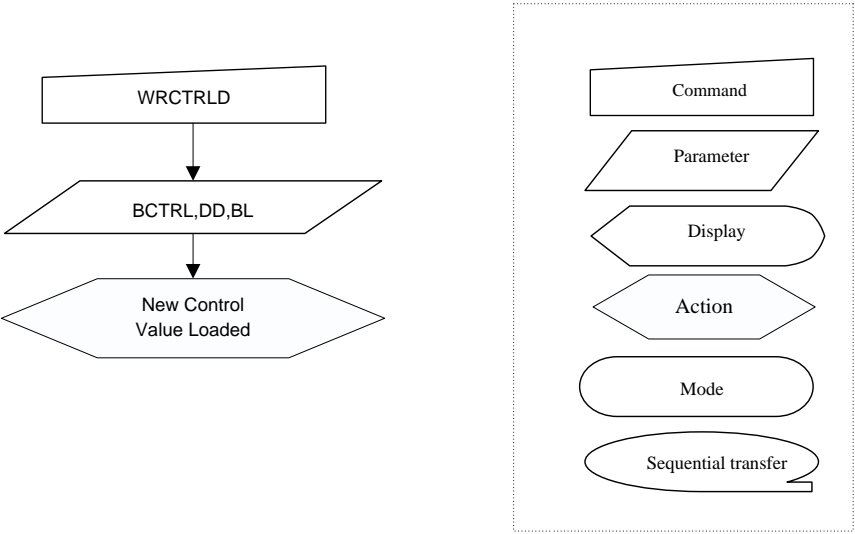 WRCTRLD
BCTRL,DD,BL
New Control
Value Loaded
Command
Parameter
Display
Action
Mode
Sequential transfer